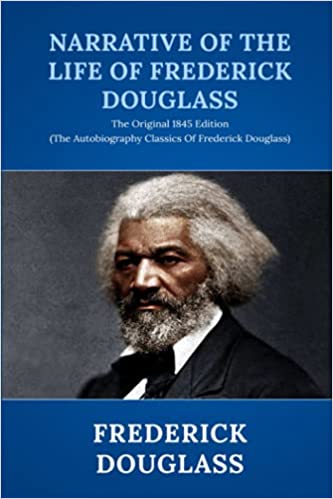 NARRATIVE OF THE
LIFE OF FREDERICK
DOUGLASS
The Original 1845 Edition
(The Autobiography Classics Of Frederick Douglass)
FREDERICK
DOUGLASS